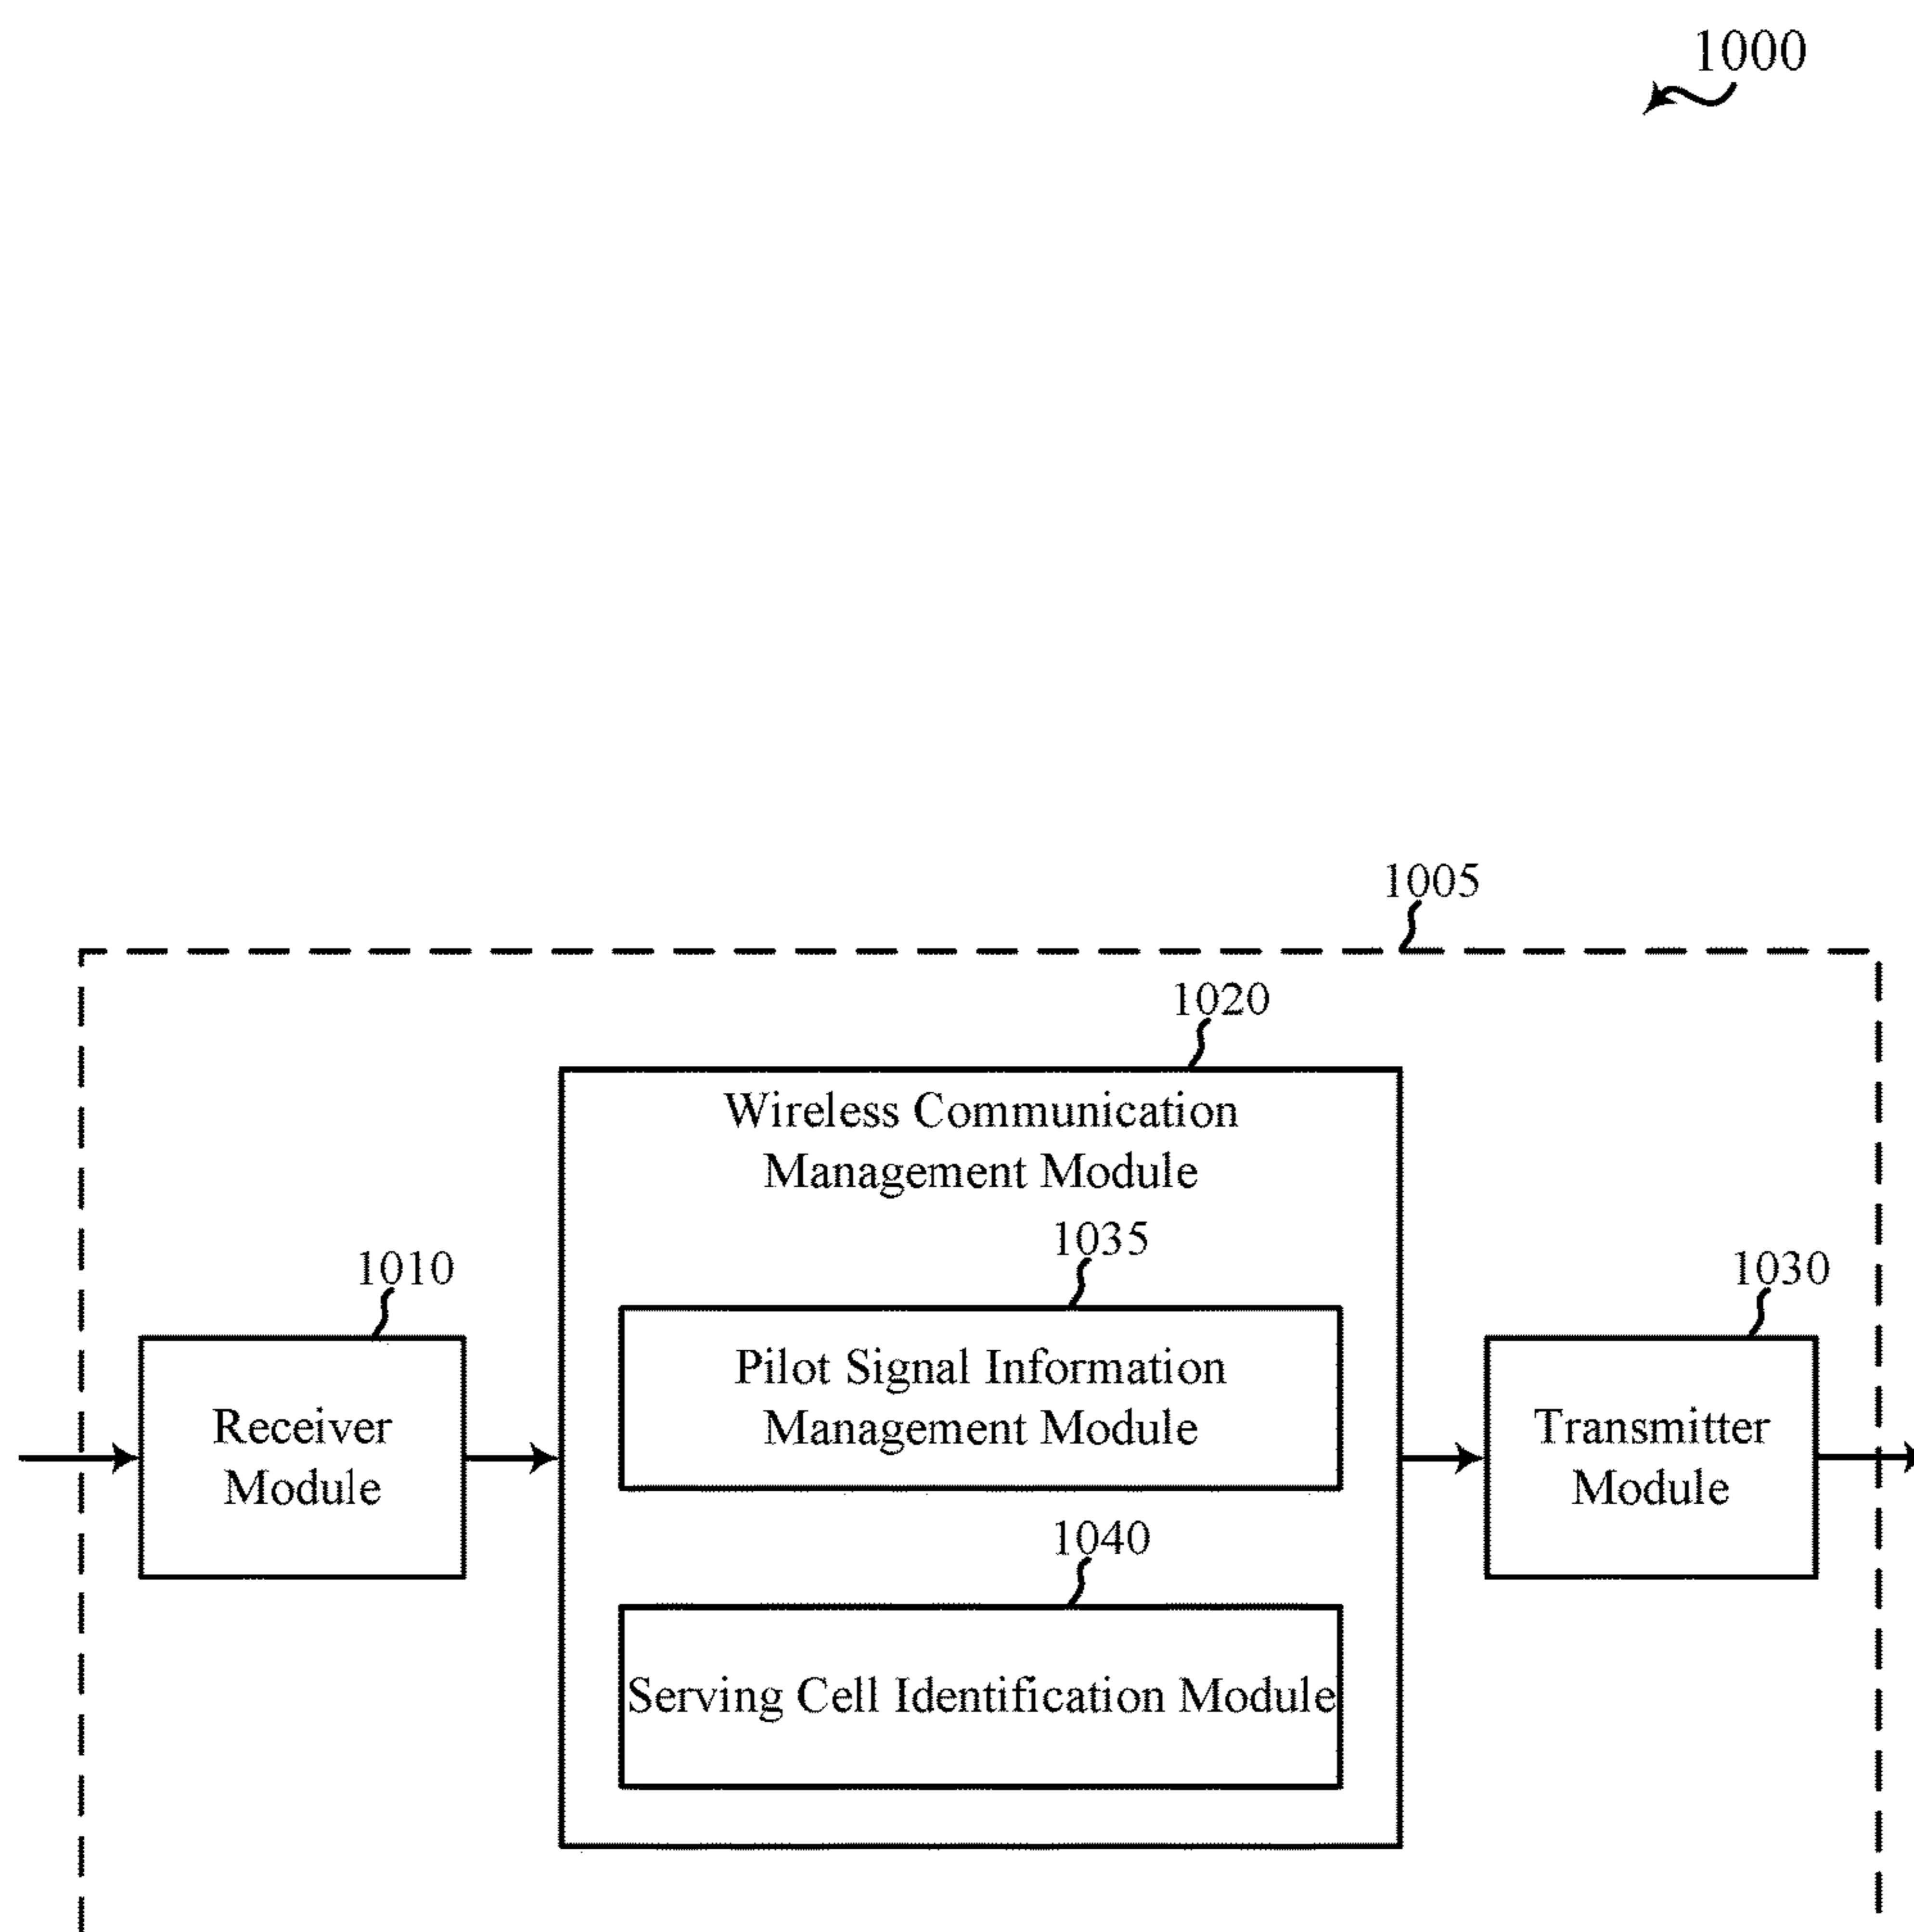 1000
1005
1020
Wireless Communication
Management Module
1035
1010
1030
Pilot Signal Information
Management Module
Receiver
Module
Transmitter
Module
1040
Serving Cell Identification Module